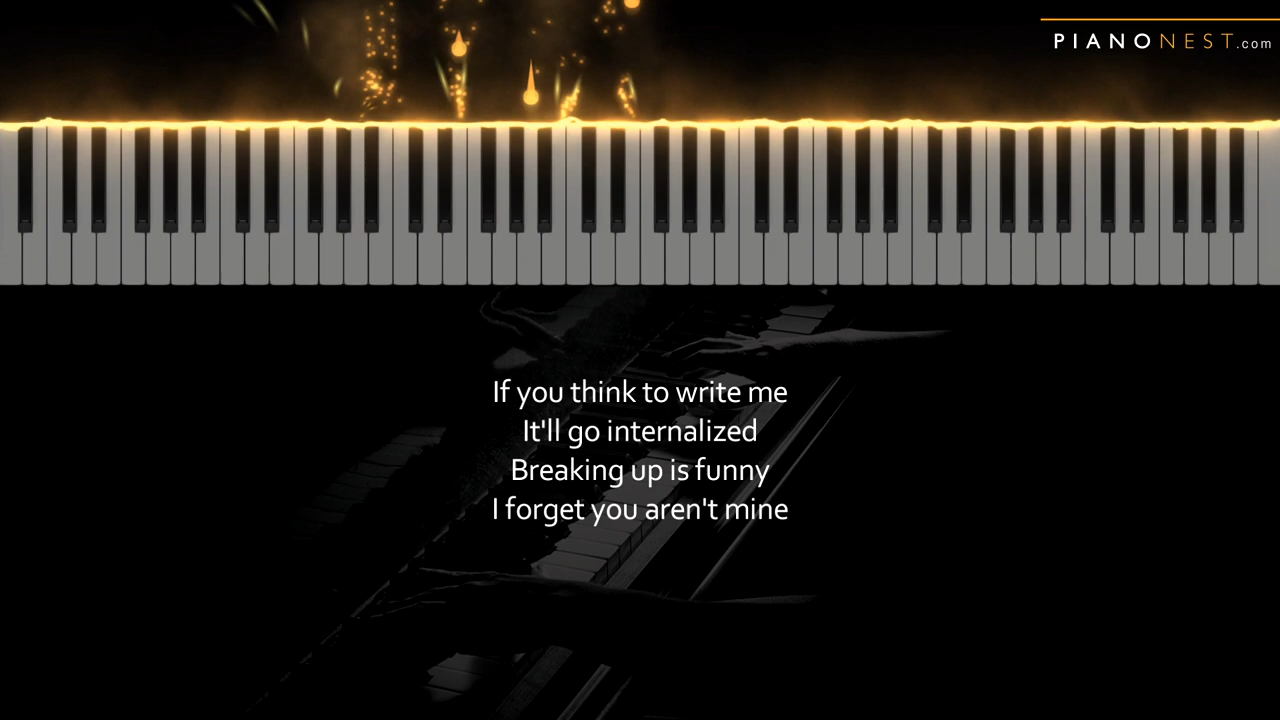 PIANONEST.com
If you think to write me
It'll go internalized
Breaking up is funny
I forget you aren't mine